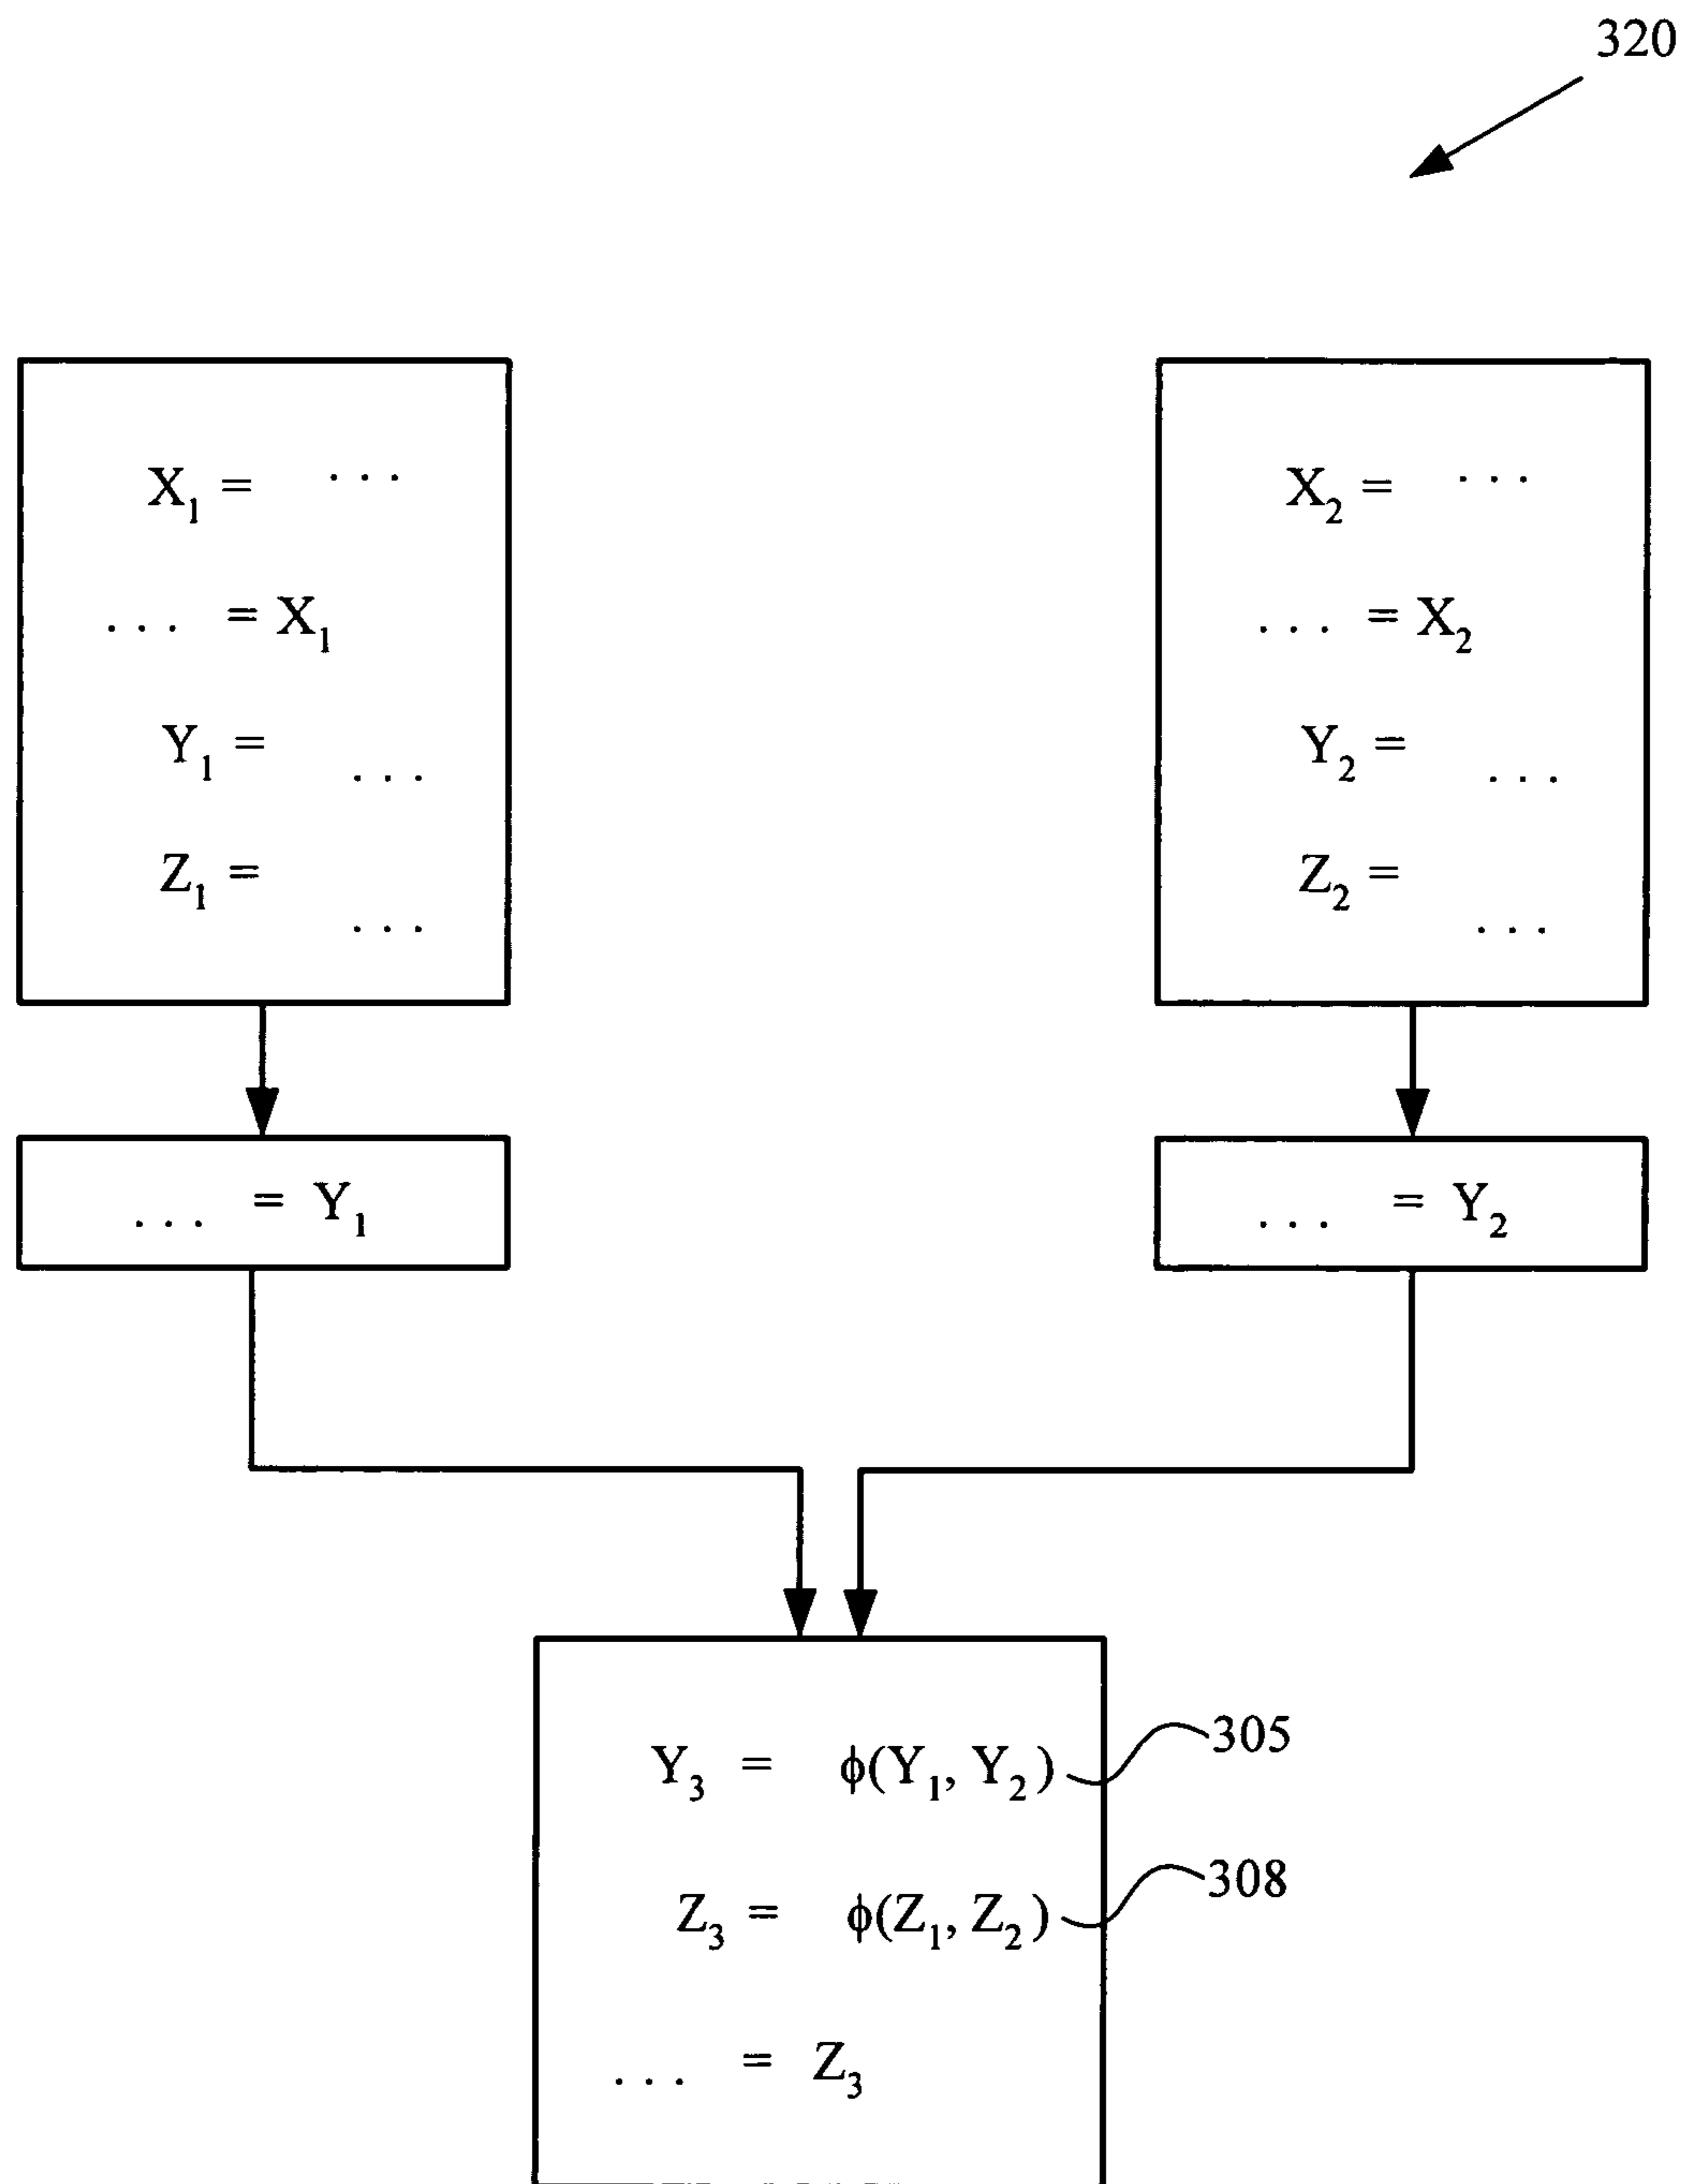 320
X₁ = ...
... = X₁
Y₁ = ...
Z₁ = ...
X₂ = ...
... = X₂
Y₂ = ...
Z₂ = ...
... = Y₁
... = Y₂
Y₃ = ϕ(Y₁, Y₂) 305
Z₃ = ϕ(Z₁, Z₂) 308
... = Z₃